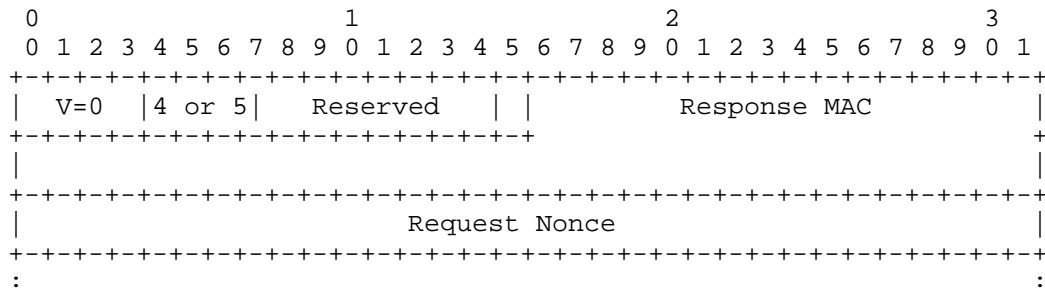 0                   1                   2                   3
 0 1 2 3 4 5 6 7 8 9 0 1 2 3 4 5 6 7 8 9 0 1 2 3 4 5 6 7 8 9 0 1
+-+-+-+-+-+-+-+-+-+-+-+-+-+-+-+-+-+-+-+-+-+-+-+-+-+-+-+-+-+-+-+-+
|  V=0  |4 or 5|   Reserved  | |         Response MAC          |
+-+-+-+-+-+-+-+-+-+-+-+-+-+-+-+-+                               +
|                                                               |
+-+-+-+-+-+-+-+-+-+-+-+-+-+-+-+-+-+-+-+-+-+-+-+-+-+-+-+-+-+-+-+-+
|                        Request Nonce                          |
+-+-+-+-+-+-+-+-+-+-+-+-+-+-+-+-+-+-+-+-+-+-+-+-+-+-+-+-+-+-+-+-+
:                                                               :